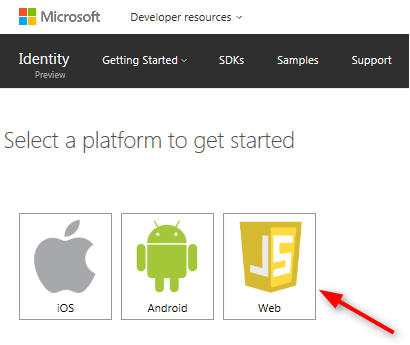 Microsoft Developer resources
Identity Getting Started SDKs Samples Support
Preview
Select a platform to get started
JS
iOS Android Web